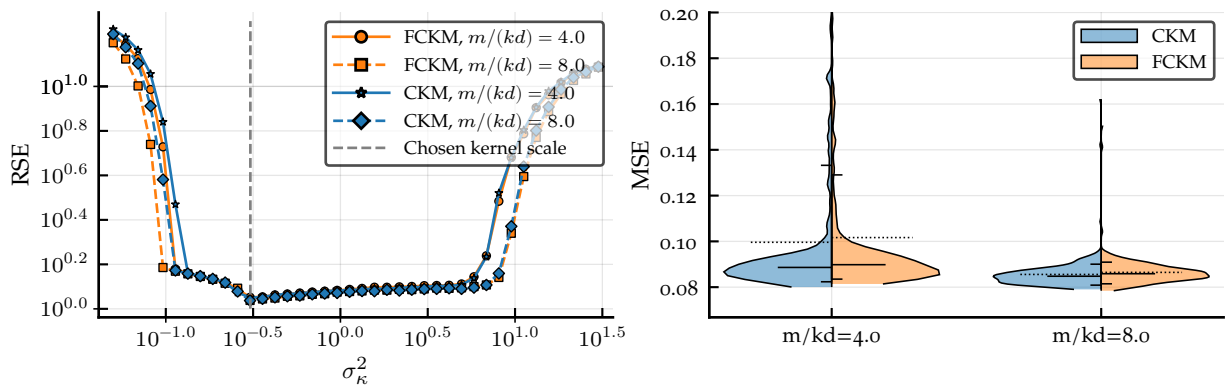 RSE
10^1.0
10^0.8
10^0.6
10^0.4
10^0.2
10^0.0
FCKM, m/(kd) = 4.0
FCKM, m/(kd) = 8.0
CKM, m/(kd) = 4.0
CKM, m/(kd) = 8.0
Chosen kernel scale
10^−1.0
10^−0.5
10^0.0
10^0.5
10^1.0
10^1.5
σ_κ^2
MSE
0.20
0.18
0.16
0.14
0.12
0.10
0.08
CKM
FCKM
m/kd=4.0
m/kd=8.0